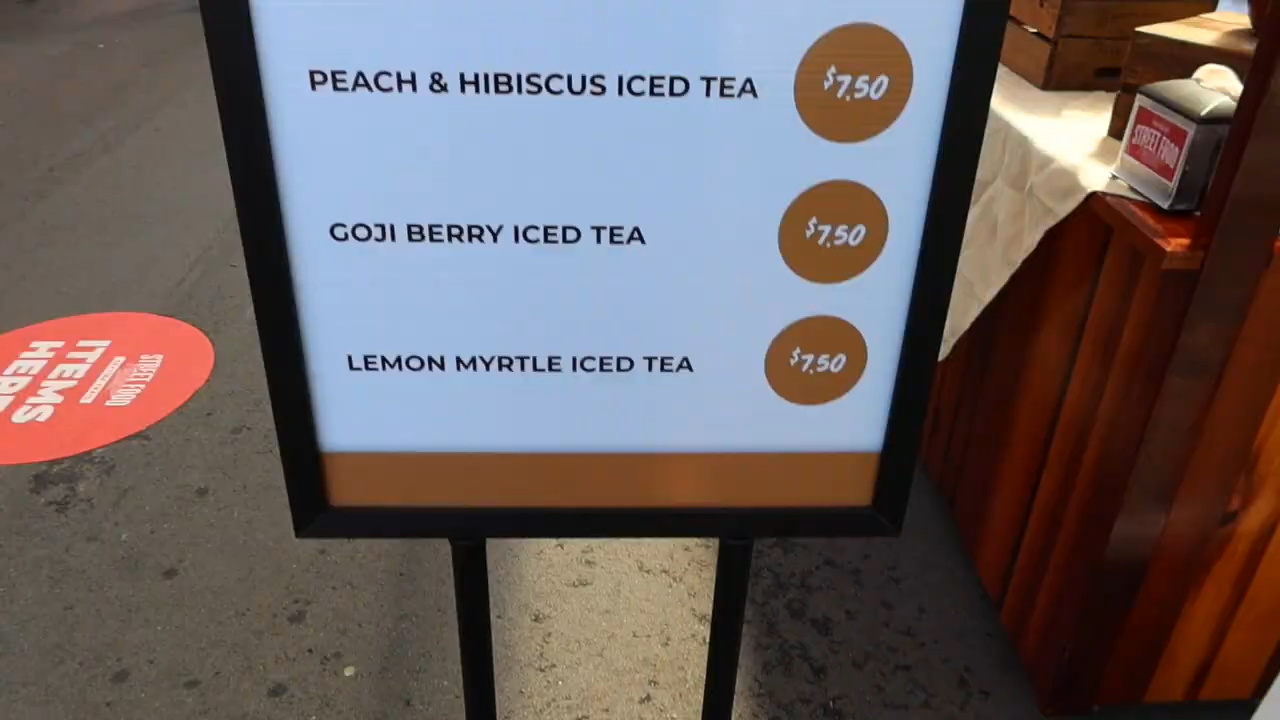 PEACH & HIBISCUS ICED TEA $7.50
GOJI BERRY ICED TEA $7.50
LEMON MYRTLE ICED TEA $7.50
STREET FOOD
STREET FOOD
ITEMS
HERE